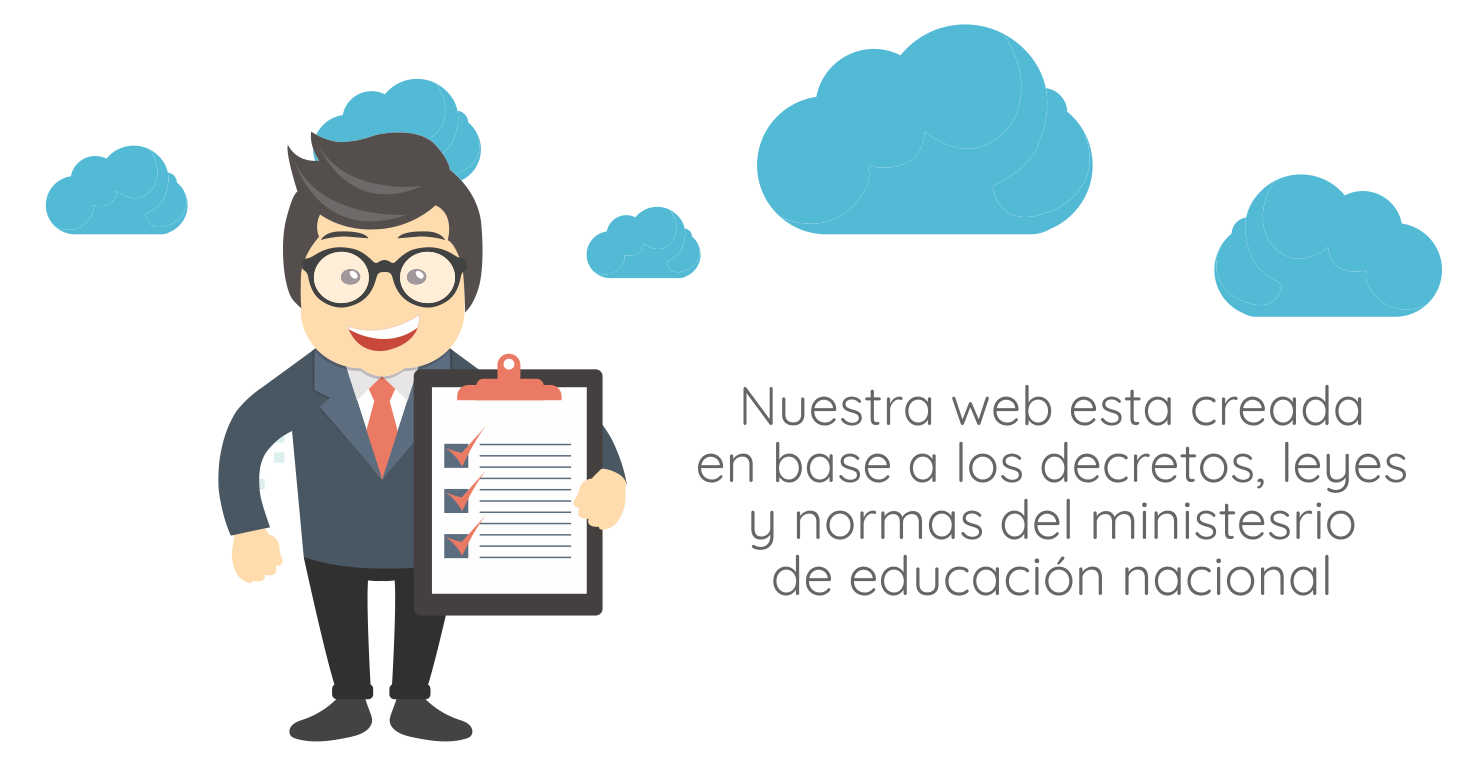 Nuestra web esta creada
en base a los decretos, leyes
y normas del ministesrio
de educación nacional